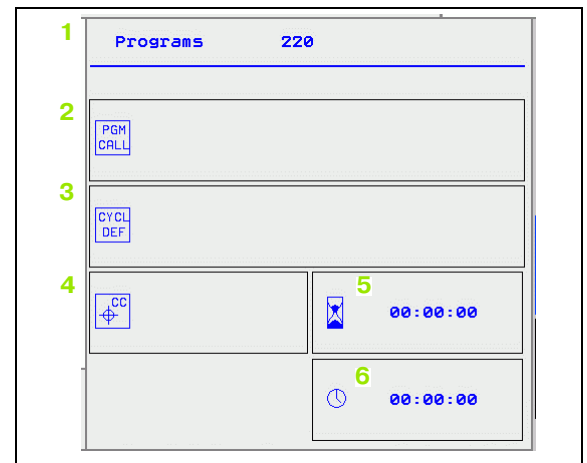 1
Programs 220
2
PGM
CALL
3
CYCL
DEF
4
CC
5
00:00:00
6
00:00:00